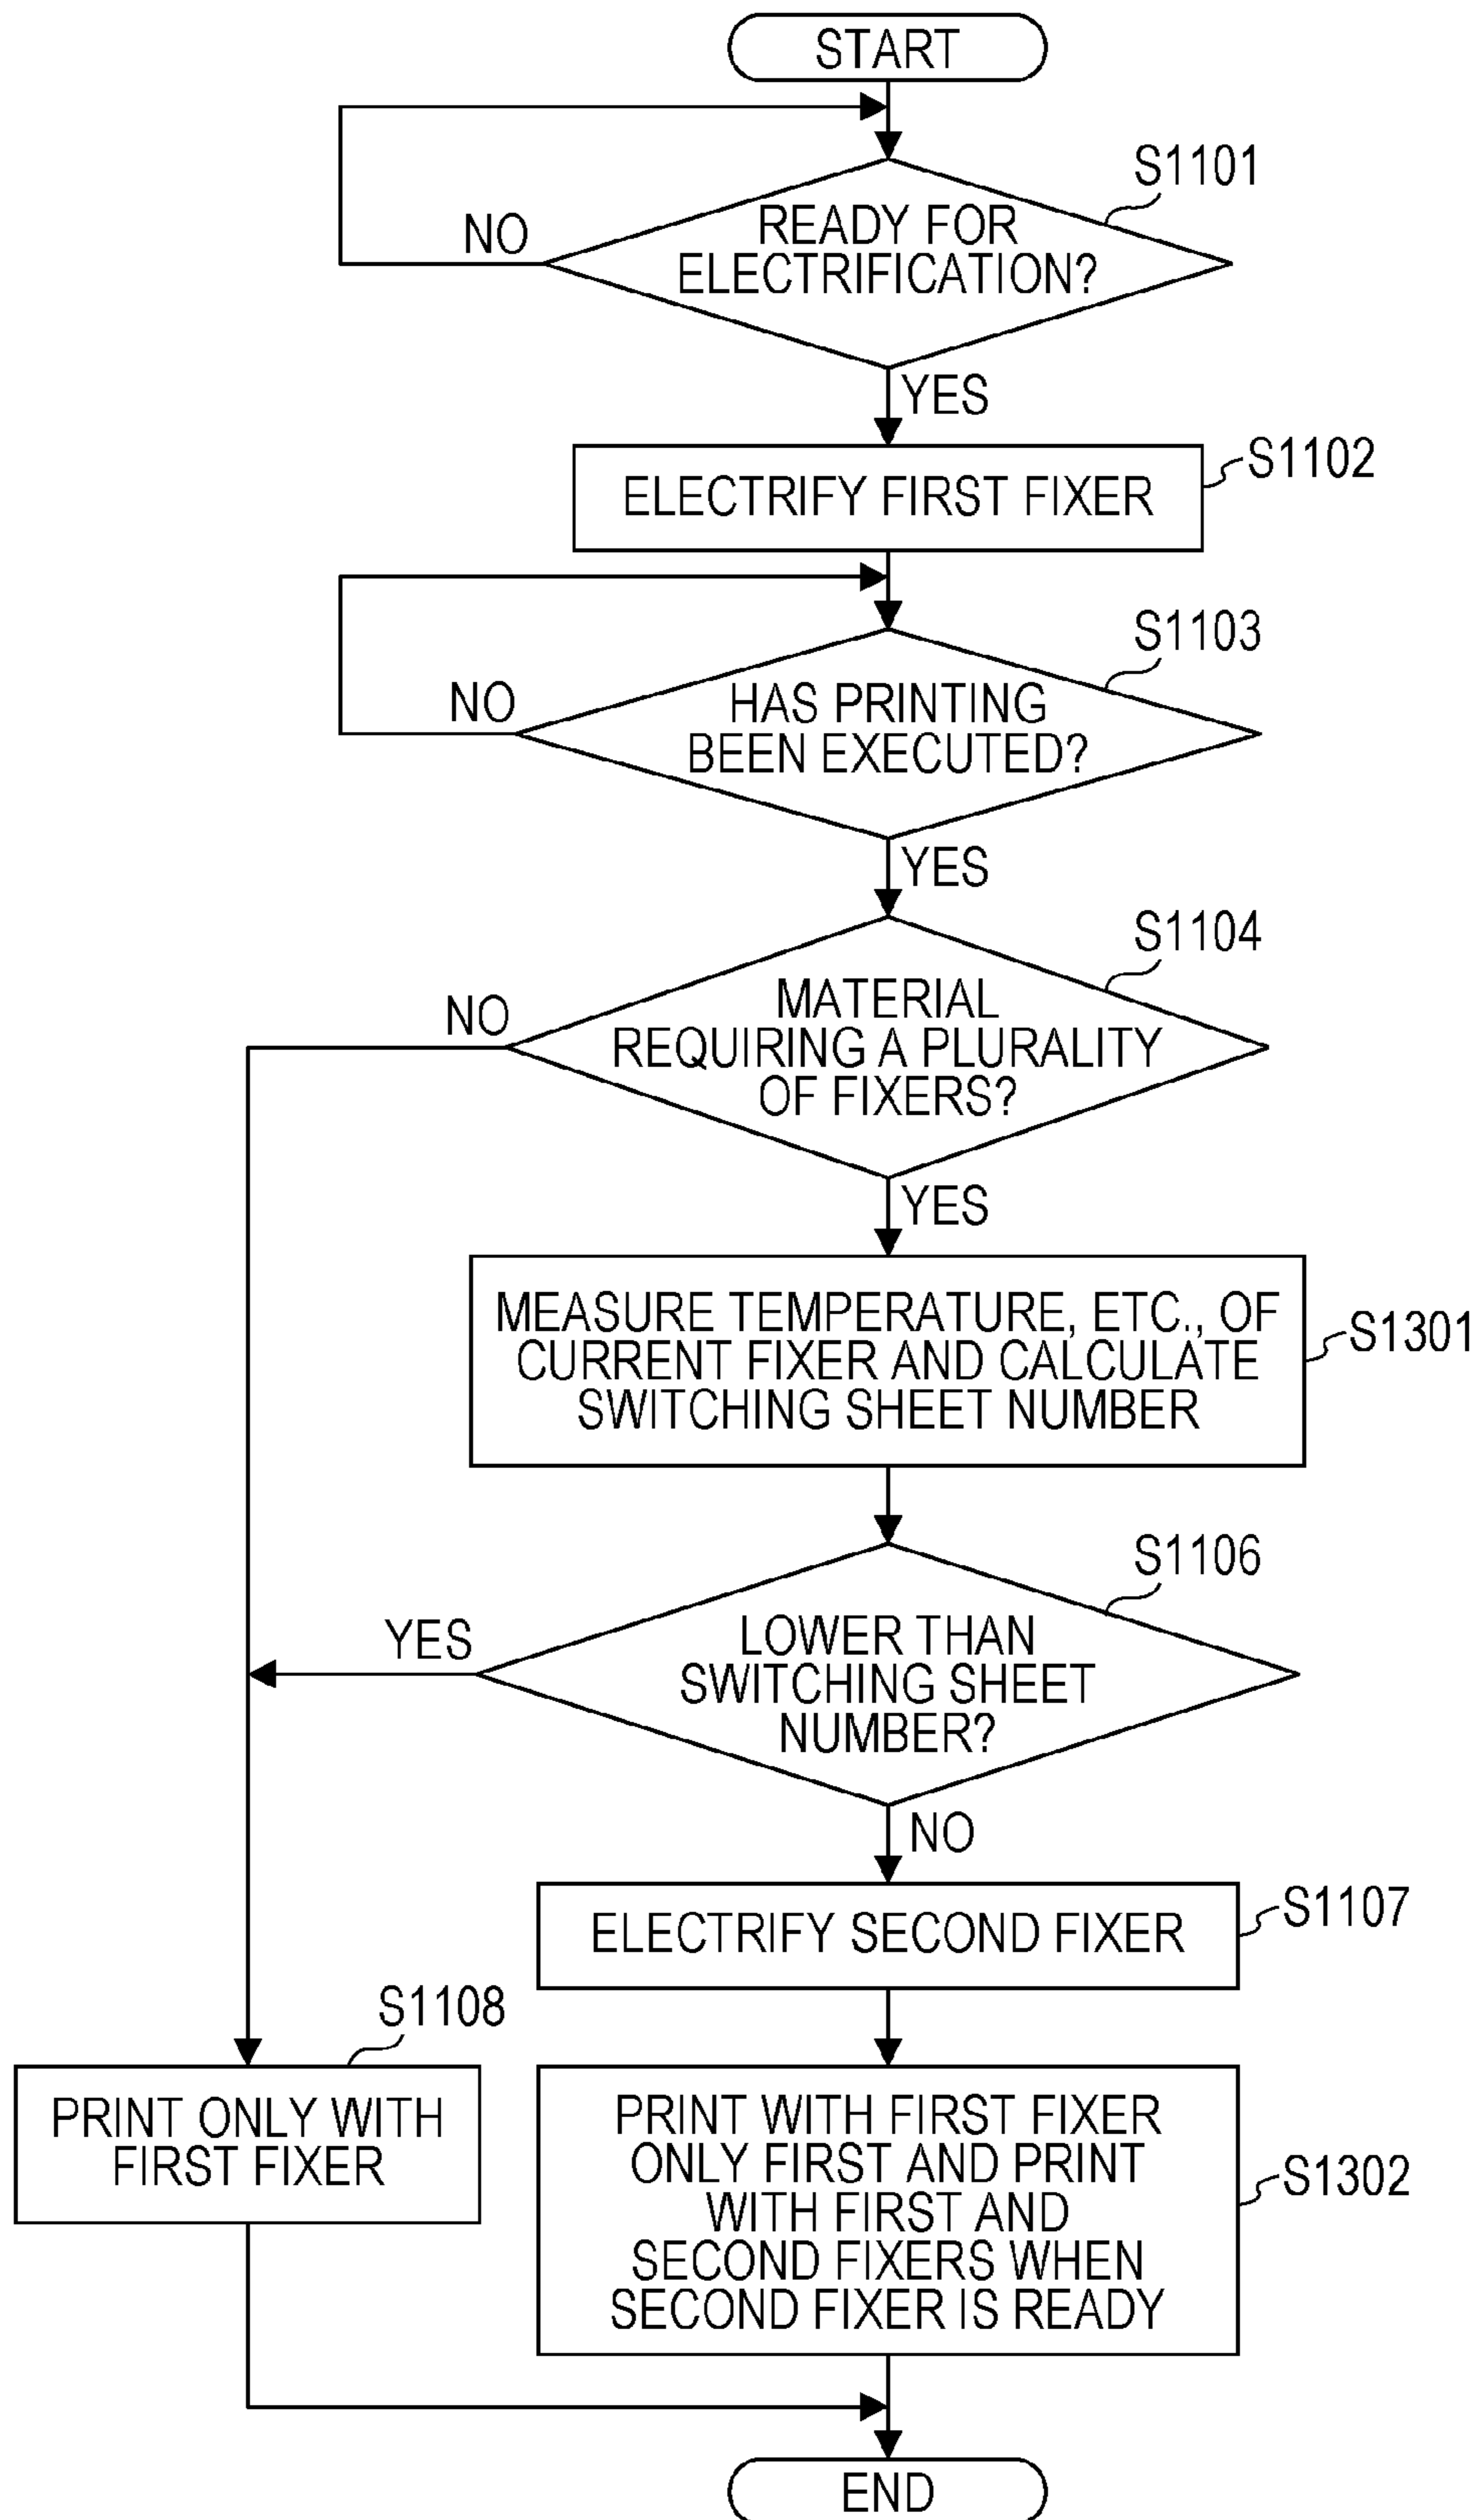 START
S1101
READY FOR
ELECTRIFICATION?
NO
YES
S1102
ELECTRIFY FIRST FIXER
S1103
HAS PRINTING
BEEN EXECUTED?
NO
YES
S1104
MATERIAL
REQUIRING A PLURALITY
OF FIXERS?
NO
YES
MEASURE TEMPERATURE, ETC., OF
CURRENT FIXER AND CALCULATE
SWITCHING SHEET NUMBER
S1301
S1106
LOWER THAN
SWITCHING SHEET
NUMBER?
YES
NO
S1107
ELECTRIFY SECOND FIXER
S1108
PRINT ONLY WITH
FIRST FIXER
PRINT WITH FIRST FIXER
ONLY FIRST AND PRINT
WITH FIRST AND
SECOND FIXERS WHEN
SECOND FIXER IS READY
S1302
END